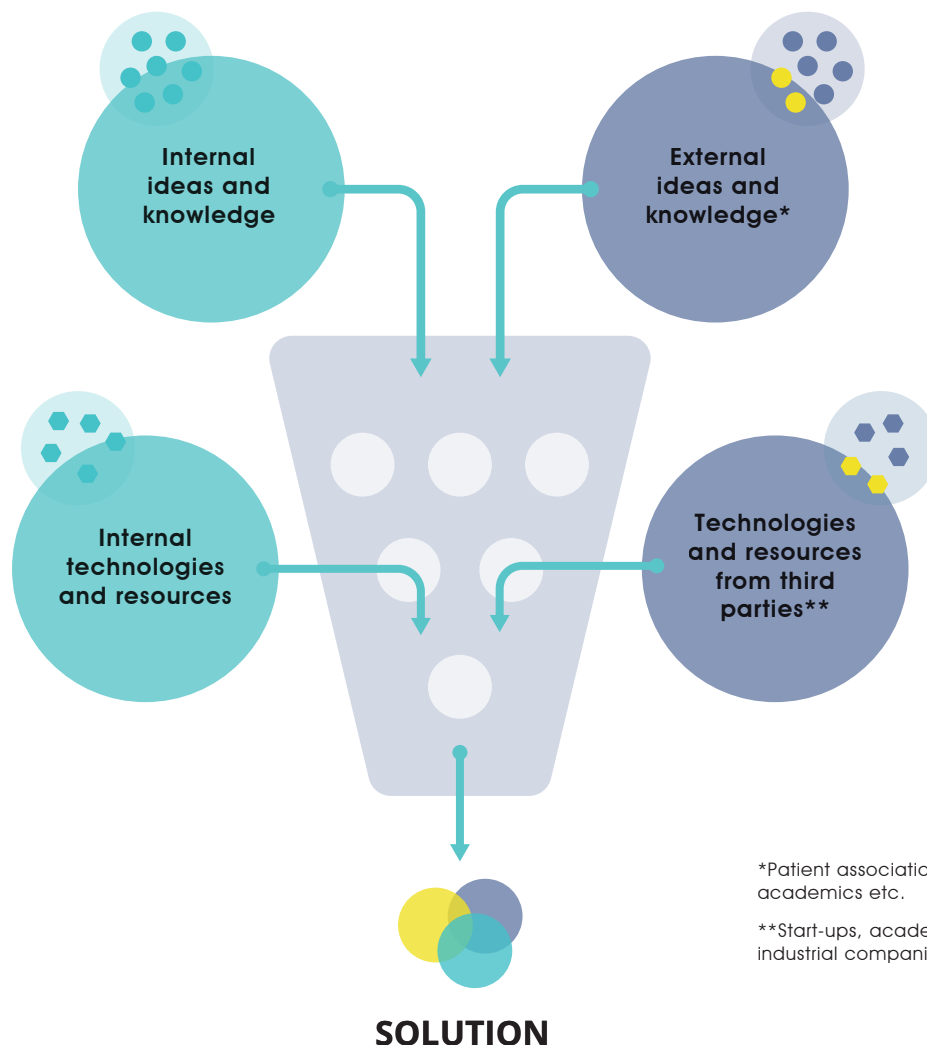 Internal
ideas and
knowledge
External
ideas and
knowledge*
Internal
technologies
and resources
Technologies
and resources
from third
parties**
*Patient
academics etc.
**Start-ups,
industrial
SOLUTION